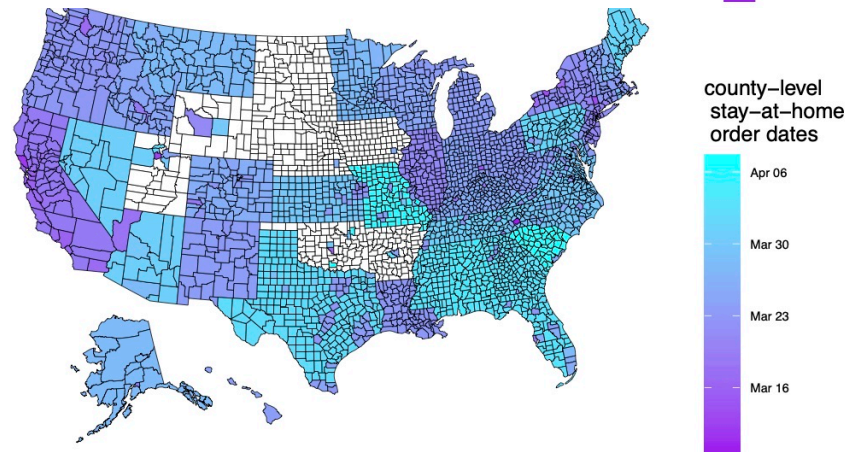 county−level
stay−at−home
order dates
Apr 06
Mar 30
Mar 23
Mar 16